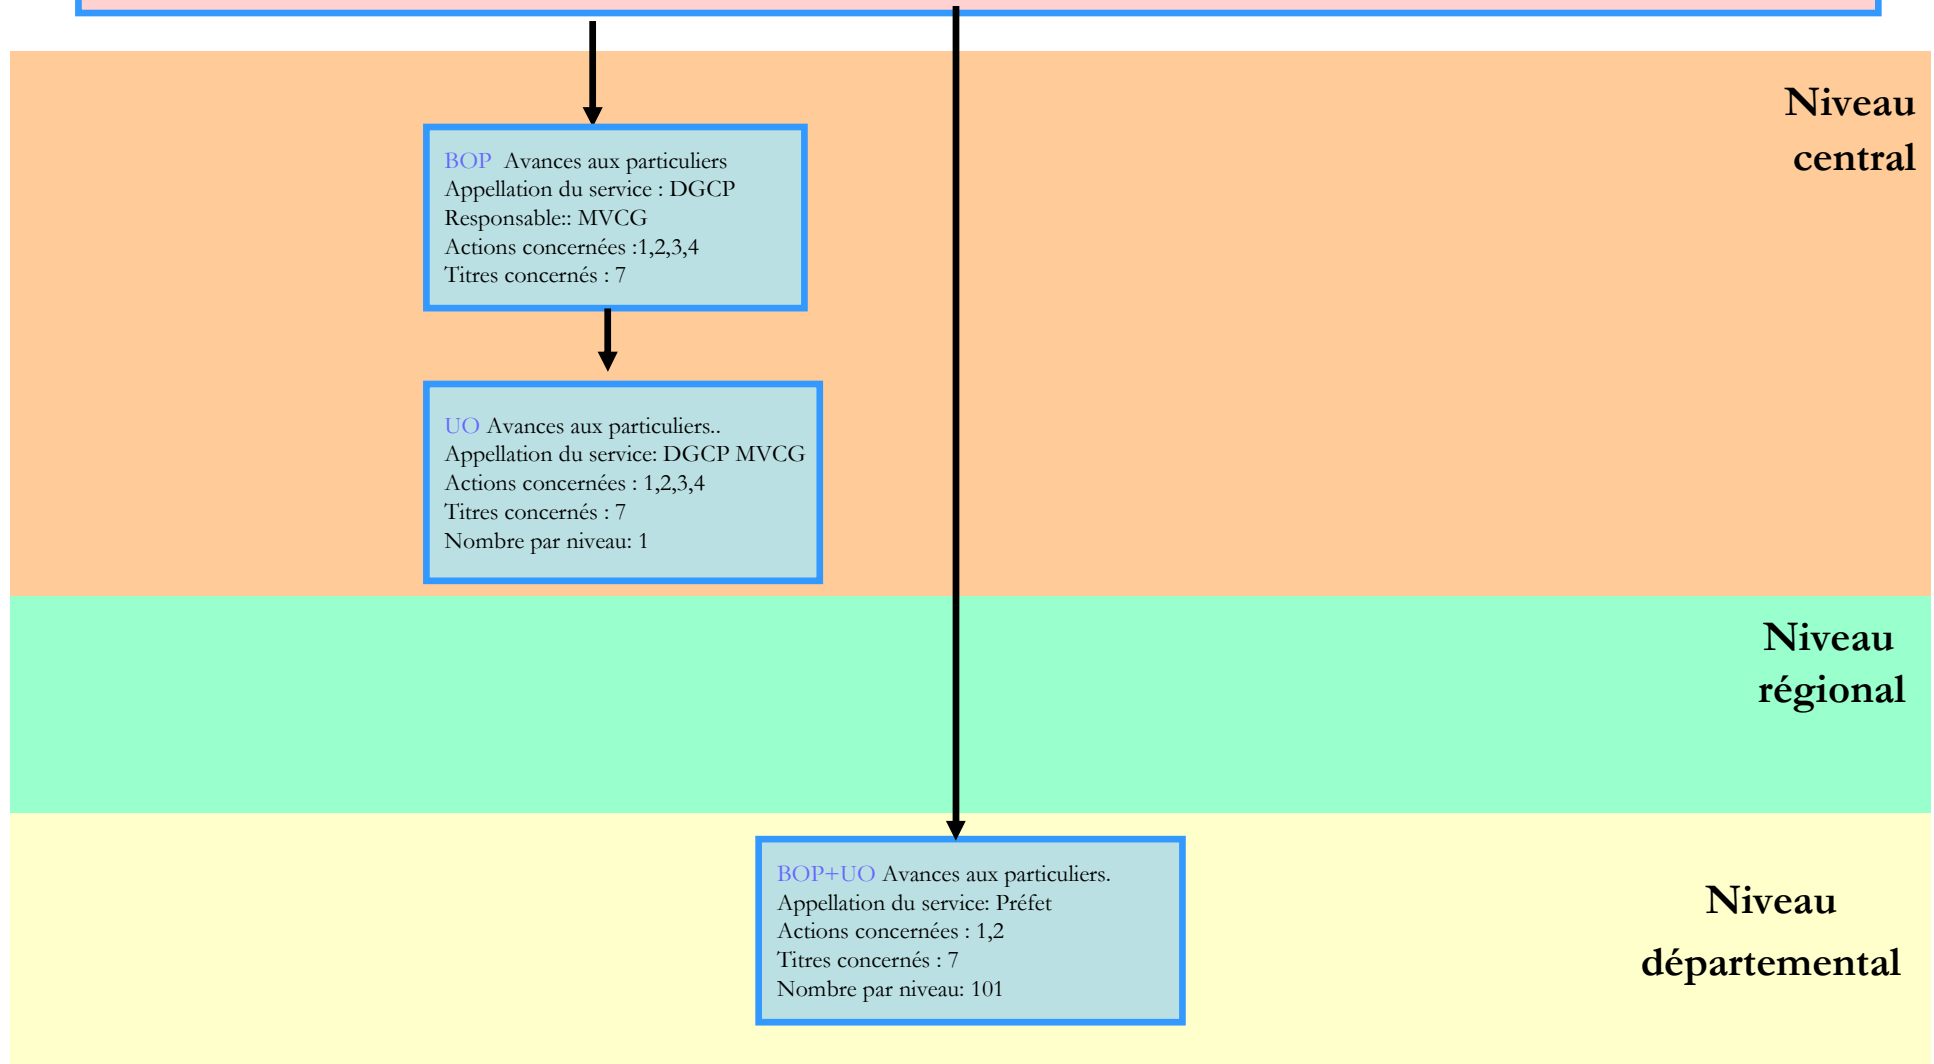 Niveau
central
BOP Avances aux particuliers
Appellation du service : DGCP
Responsable:: MVCG
Actions concernées :1,2,3,4
Titres concernés : 7
UO Avances aux particuliers..
Appellation du service: DGCP MVCG
Actions concernées : 1,2,3,4
Titres concernés : 7
Nombre par niveau: 1
Niveau
régional
BOP+UO Avances aux particuliers.
Appellation du service: Préfet
Actions concernées : 1,2
Titres concernés : 7
Nombre par niveau: 101
Niveau
départemental